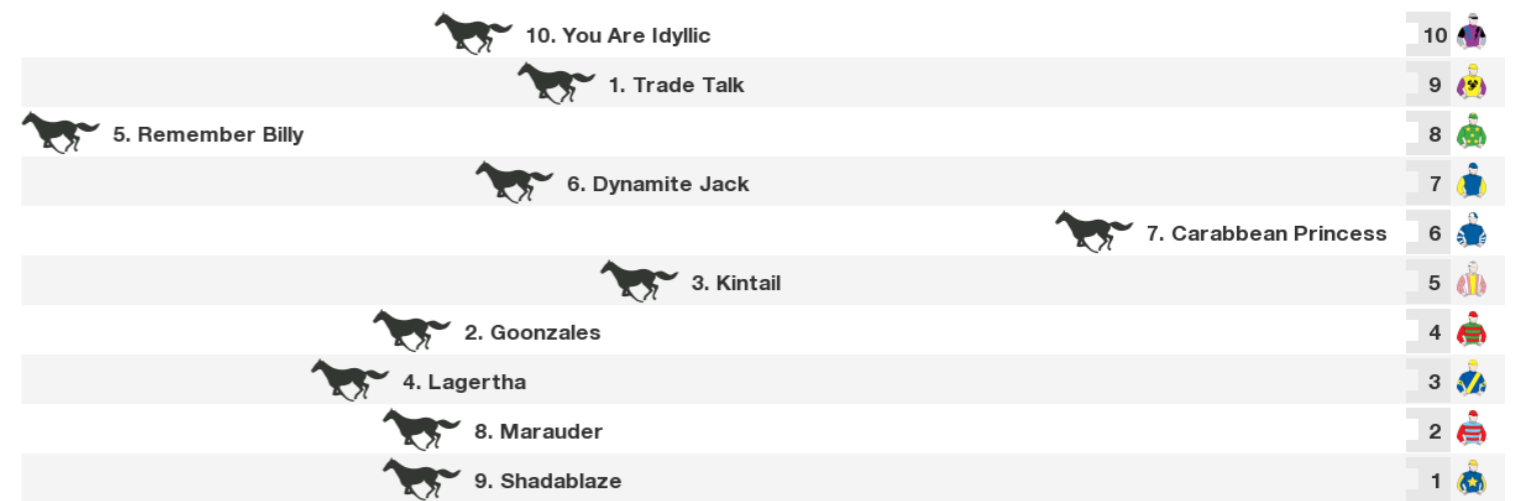 10. You Are Idyllic 10
1. Trade Talk 9
5. Remember Billy 8
6. Dynamite Jack 7
7. Carabbean Princess 6
3. Kintail 5
2. Goonzales 4
4. Lagertha 3
8. Marauder 2
9. Shadablaze 1